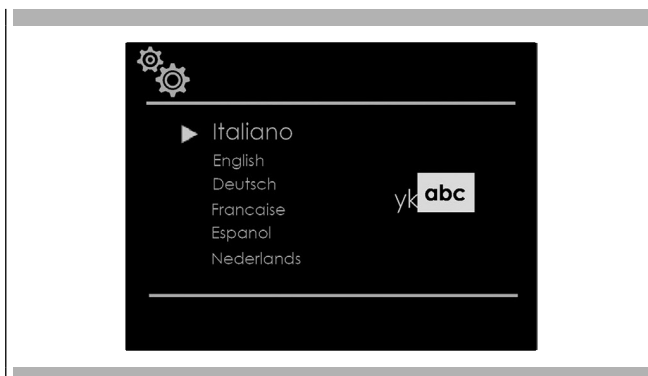 Italiano
English
Deutsch
Francaise
Espanol
Nederlands
yk abc